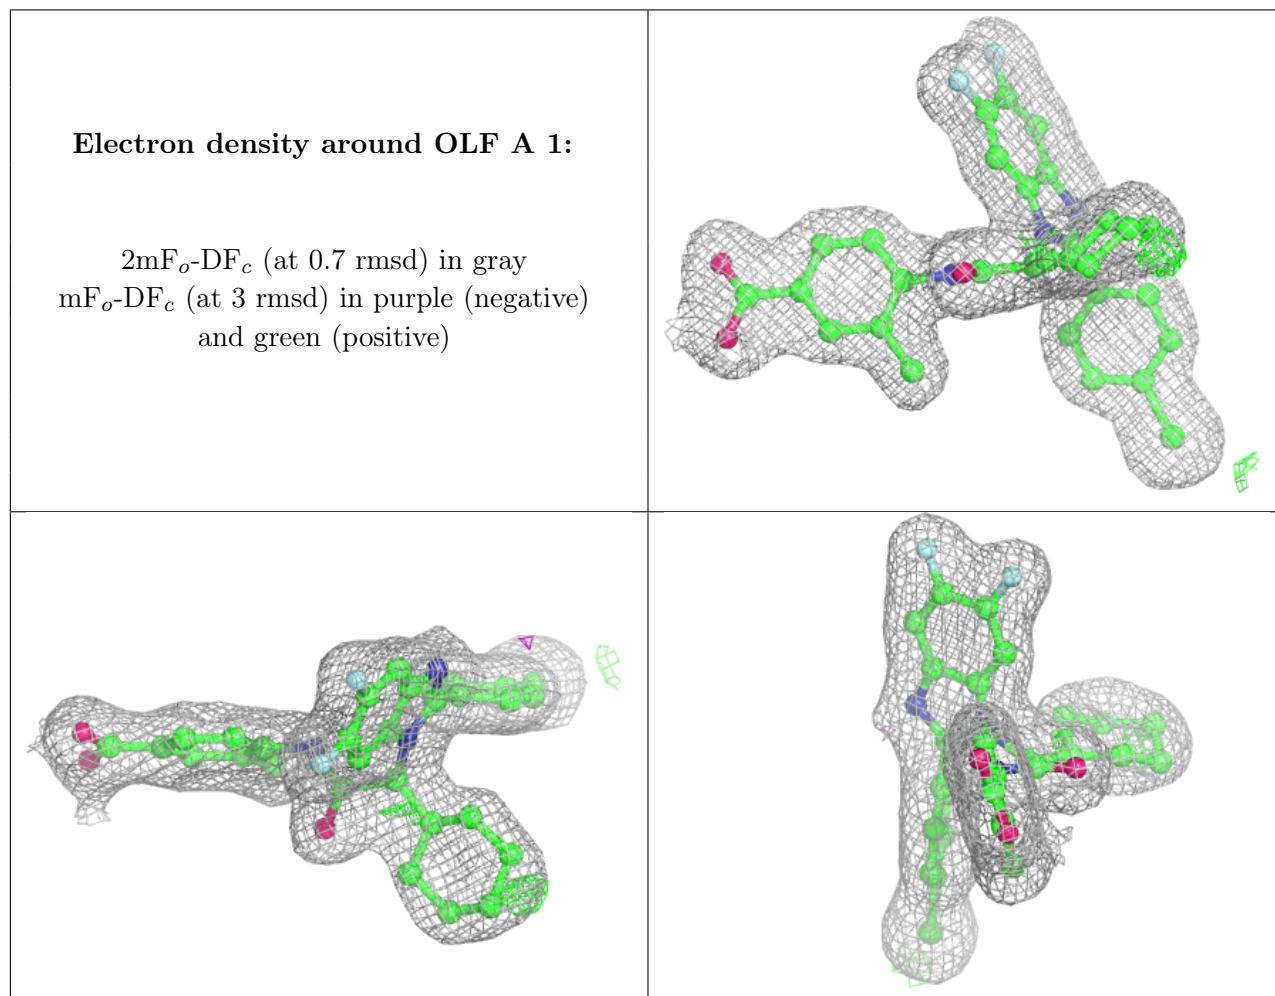 Electron density around OLF A 1:
2mFo-DFc (at 0.7 rmsd) in gray
mFo-DFc (at 3 rmsd) in purple (negative)
and green (positive)